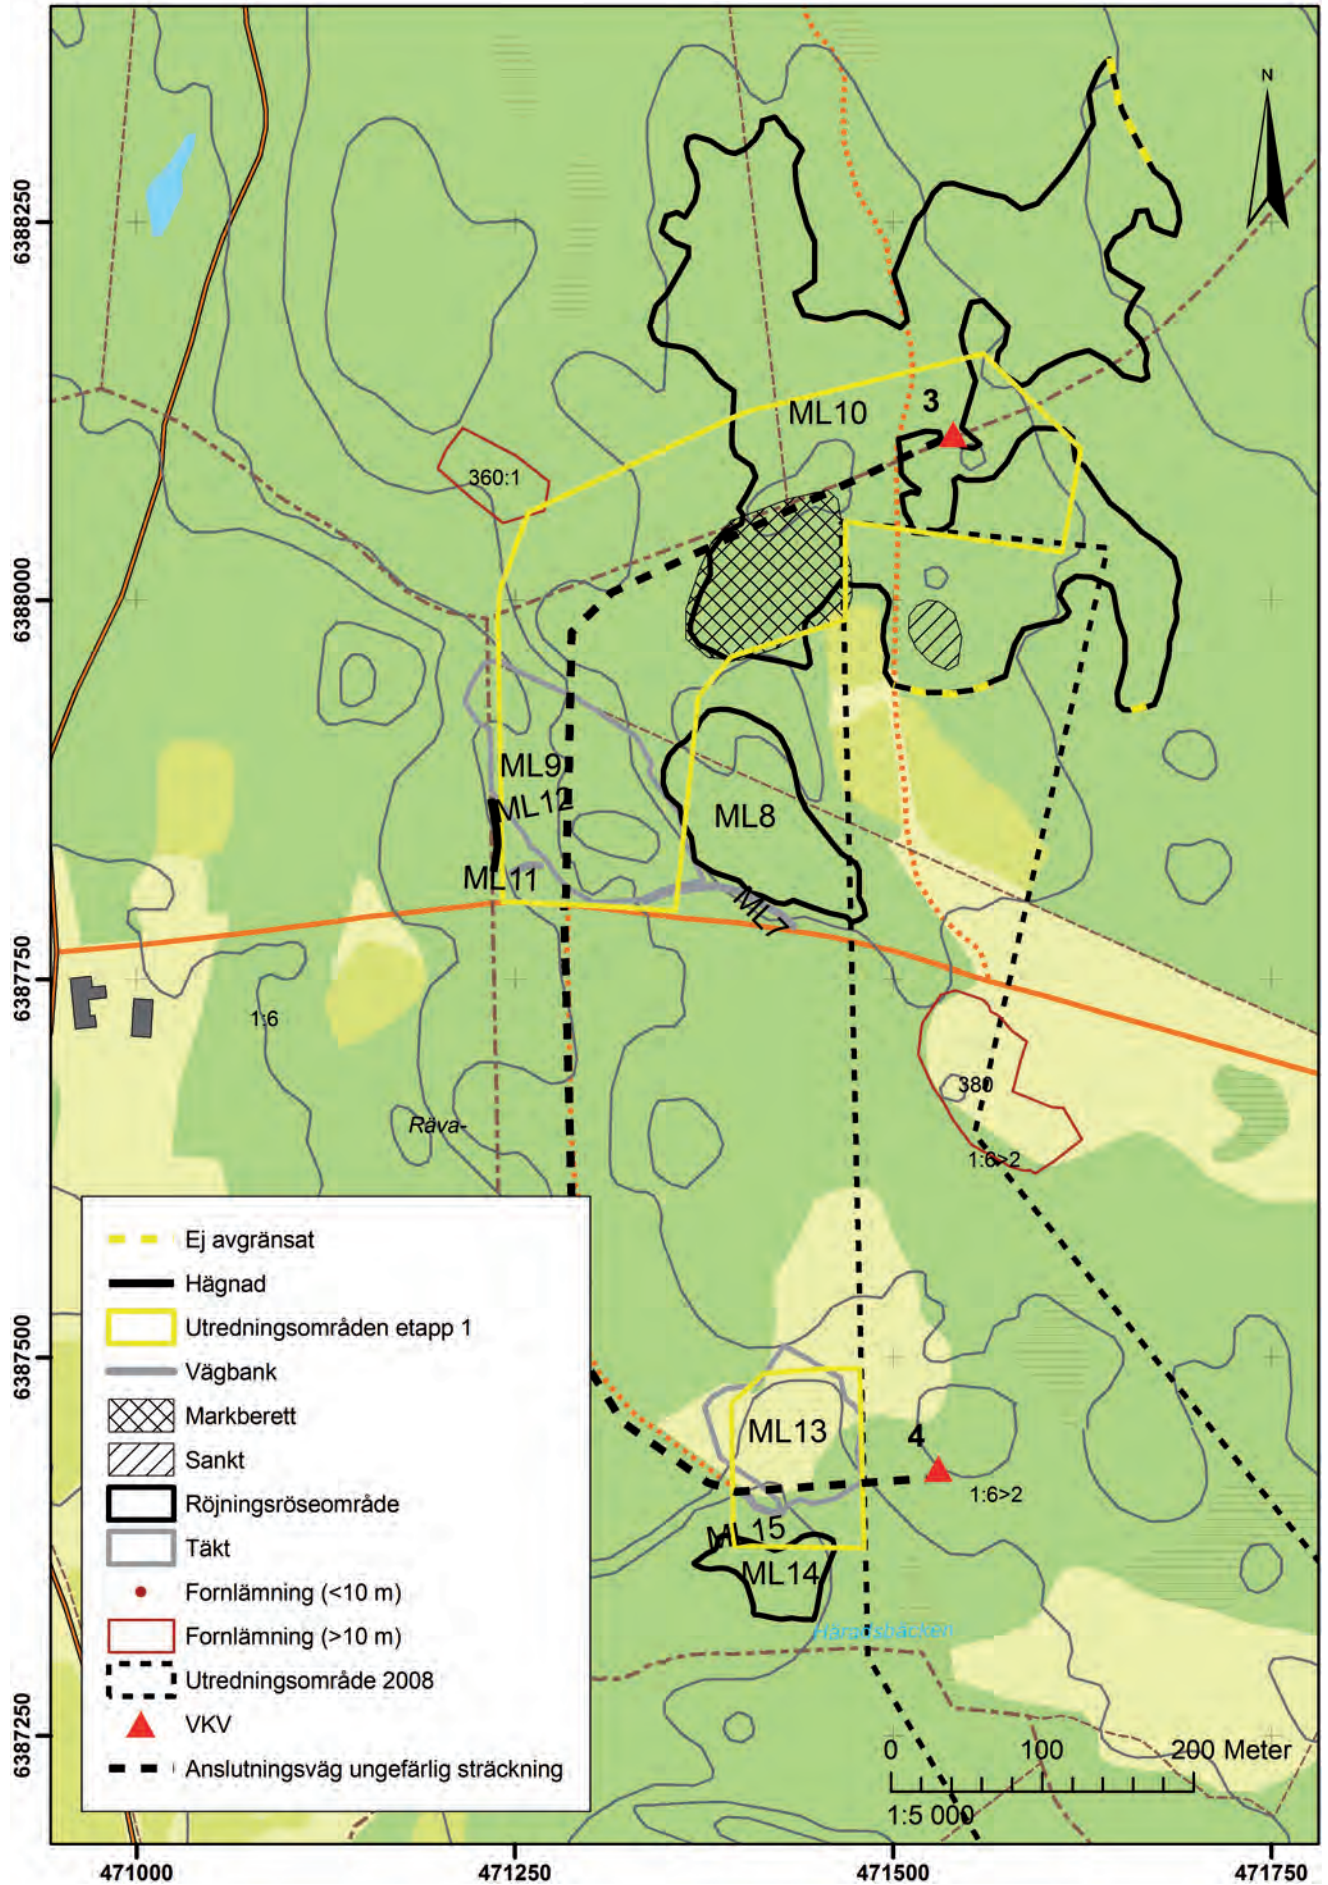 N
6388250
3
ML10
360:1
6388000
ML9
ML12
ML8
ML11
ML7
6387750
1:6
380
Räva-
1:6>2
Ej avgränsat
Hägnad
Utredningsområden etapp 1
Vägbank
Markberett
Sankt
Röjningsröseområde
Täkt
Fornlämning (<10 m)
Fornlämning (>10 m)
Utredningsområde 2008
VKV
Anslutningsväg ungefärlig sträckning
6387500
ML13
4
1:6>2
ML15
ML14
6387250
0 100 200 Meter
1:5 000
471000 471250 471500 471750